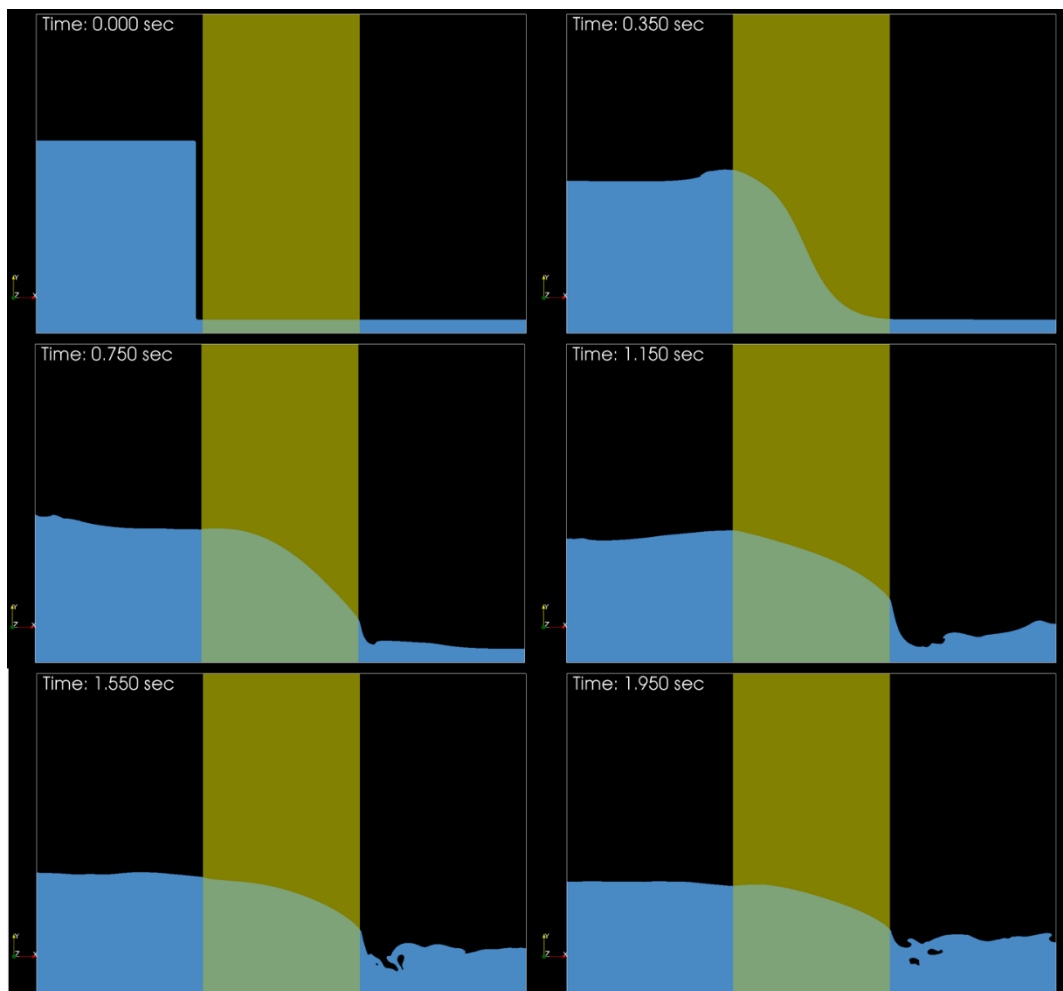 Time: 0.000 sec
Time: 0.350 sec
Y
Z X
Y
Z X
Time: 0.750 sec
Time: 1.150 sec
Y
Z X
Y
Z X
Time: 1.550 sec
Time: 1.950 sec
Y
Z X
Y
Z X